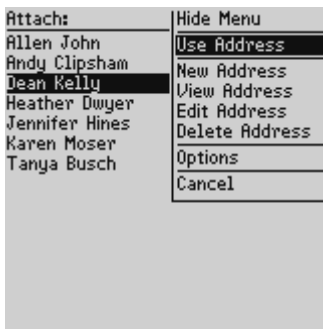 Attach:
Allen John
Andy Clipsham
Dean Kelly
Heather Dwyer
Jennifer Hines
Karen Moser
Tanya Busch
Hide Menu
Use Address
New Address
View Address
Edit Address
Delete Address
Options
Cancel